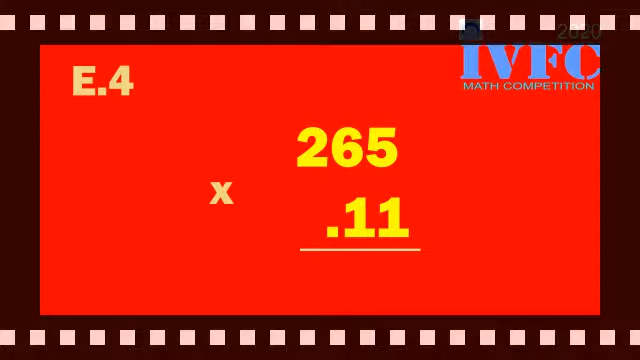 2020
IVFC
MATH COMPETITION
E.4
265
x .11